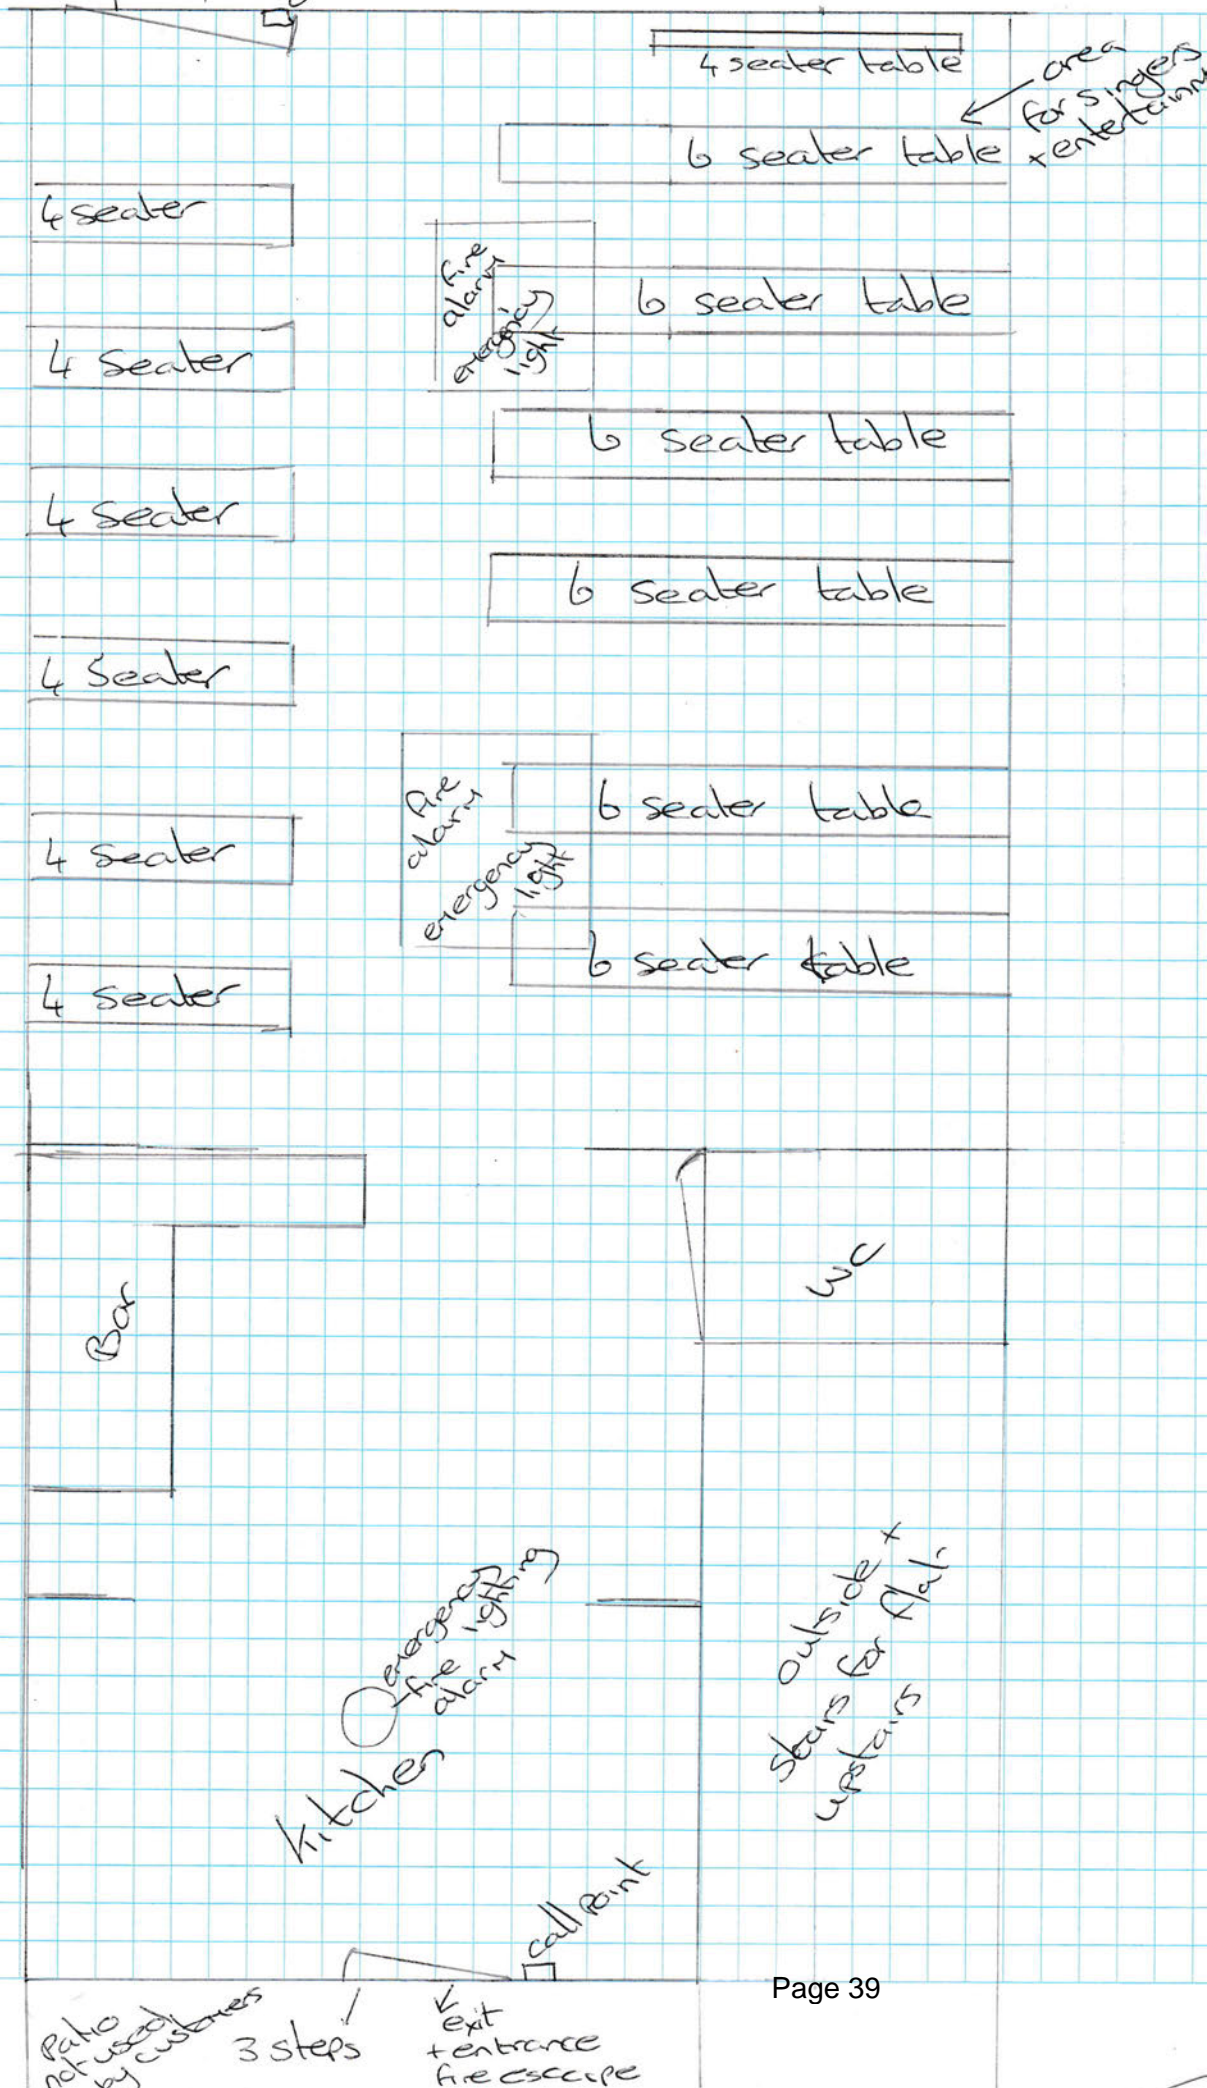 4 seater table
area
for singers
+ entertainm
6 seater table
4 seater
fire
alarm
emergency
light
6 seater table
4 seater
6 seater table
4 seater
6 seater table
4 seater
fire
alarm
emergency
light
6 seater table
4 seater
6 seater table
4 seater
Bar
WC
emergency
lighting
+ fire
alarm
Kitchen
outside +
stairs for flat
upstairs
call point
Page 39
patio
not used
by customers
3 steps
exit
+ entrance
fire escape